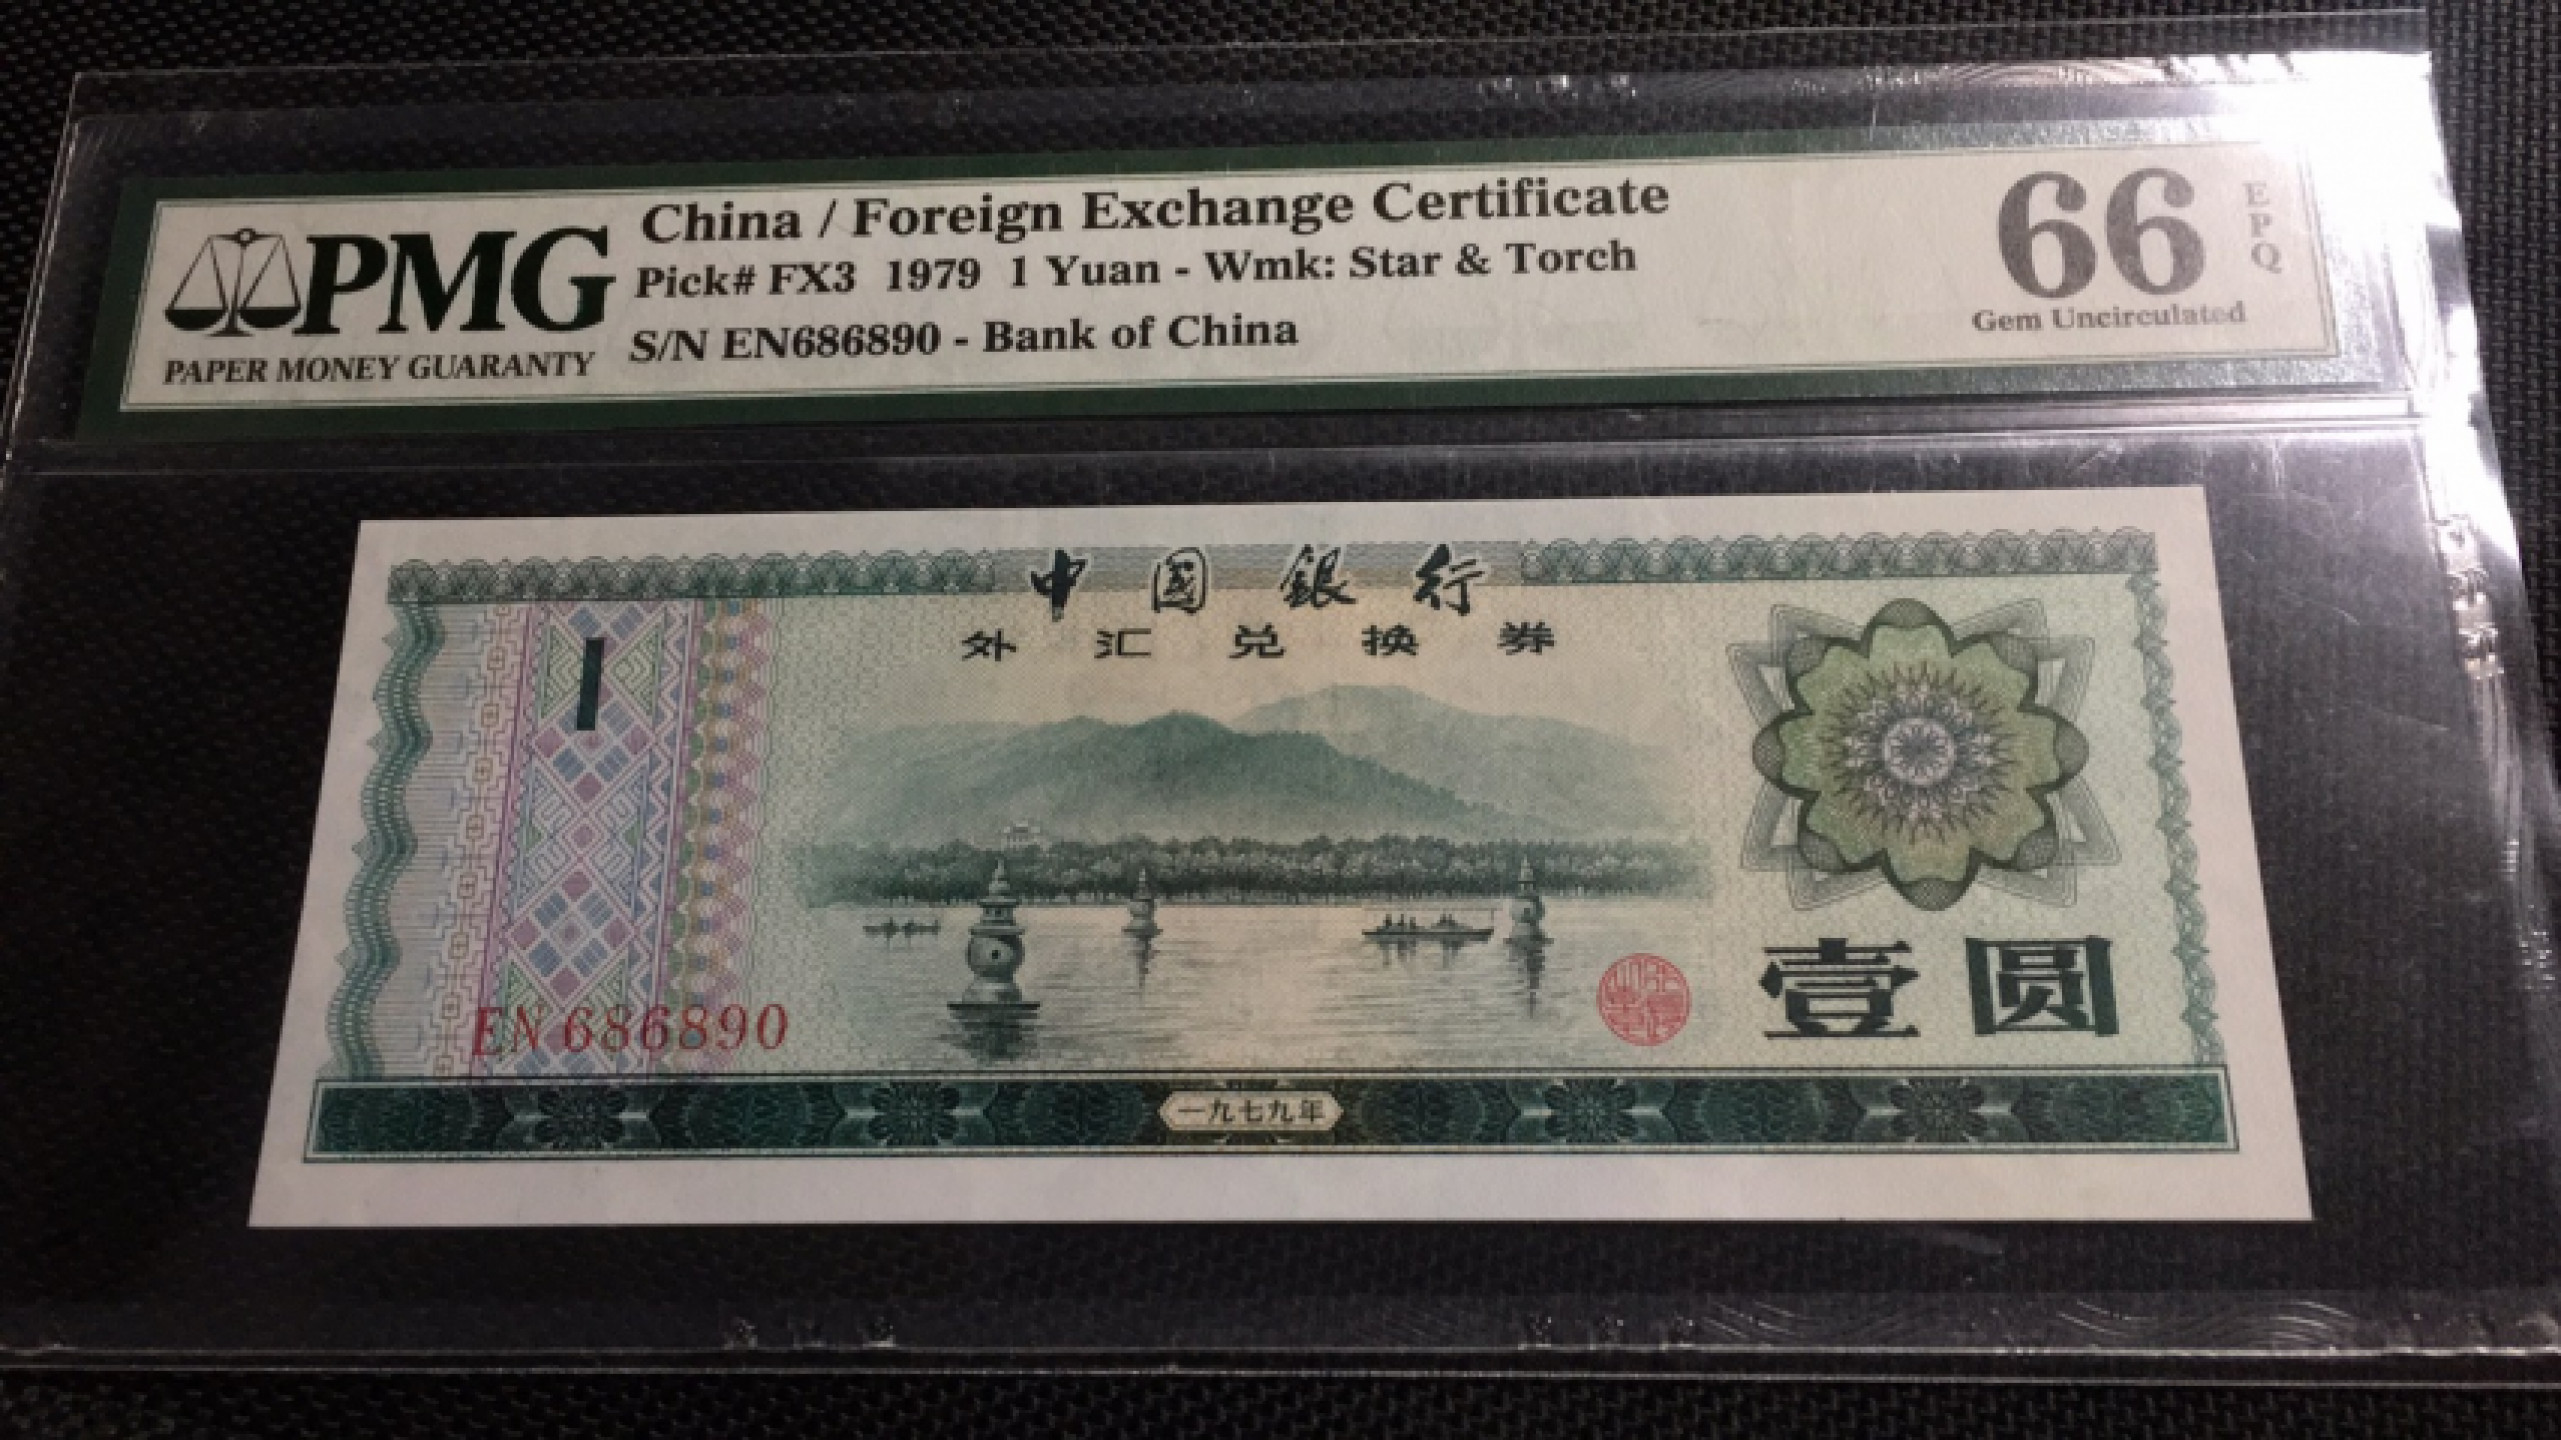 PMG
PAPER MONEY GUARANTY
China / Foreign Exchange Certificate
Pick# FX3 1979 1 Yuan - Wmk: Star & Torch
S/N EN686890 - Bank of China
66
EPQ
Gem Uncirculated
中國銀行
外汇兑换券
1
EN 686890
壹圆
一九七九年